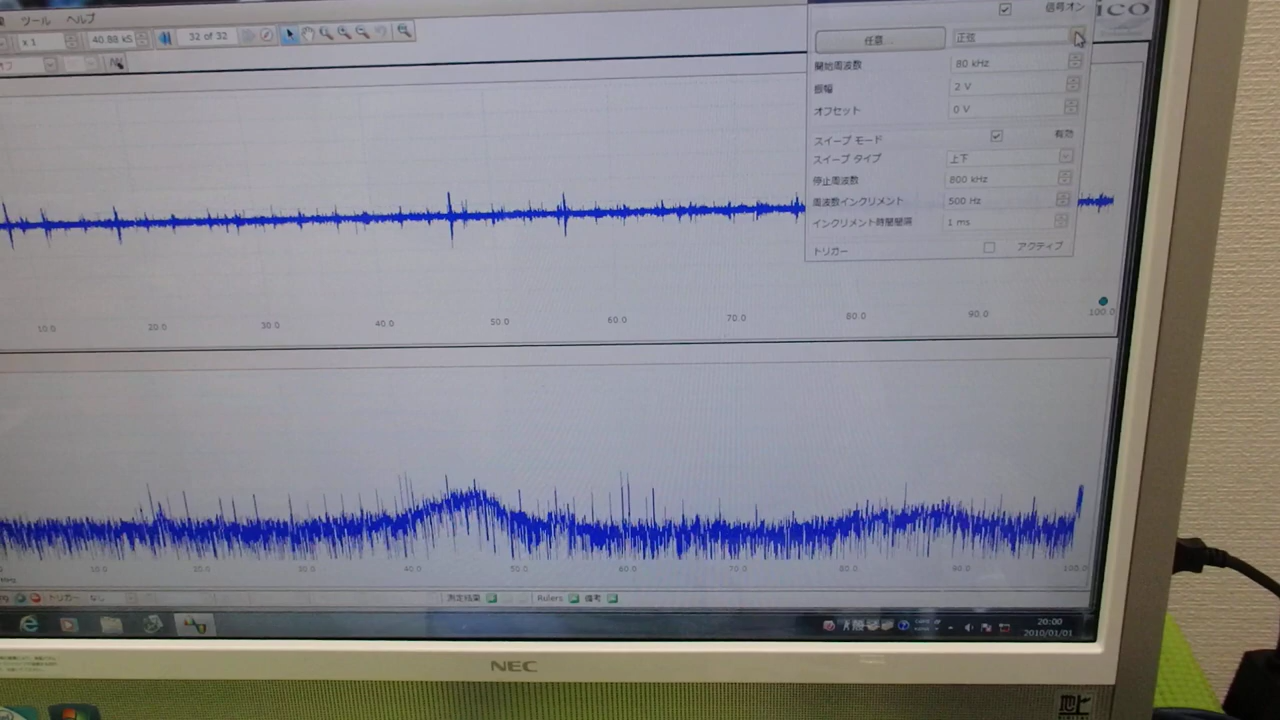 ツール ヘルプ
x 1 40.88 kS 32 of 32
信号オン
ICO
任意... 正弦
開始周波数 80 kHz
振幅 2 V
オフセット 0 V
スイープ モード 有効
スイープ タイプ 上下
停止周波数 800 kHz
周波数インクリメント 500 Hz
インクリメント時間間隔 1 ms
トリガー アクティブ
10.0 20.0 30.0 40.0 50.0 60.0 70.0 80.0 90.0 100.0
10.0 20.0 30.0 40.0 50.0 60.0 70.0 80.0 90.0
kHz
トリガー なし 測定結果 Rulers 備考
般 20:00
2010/01/01
NEC